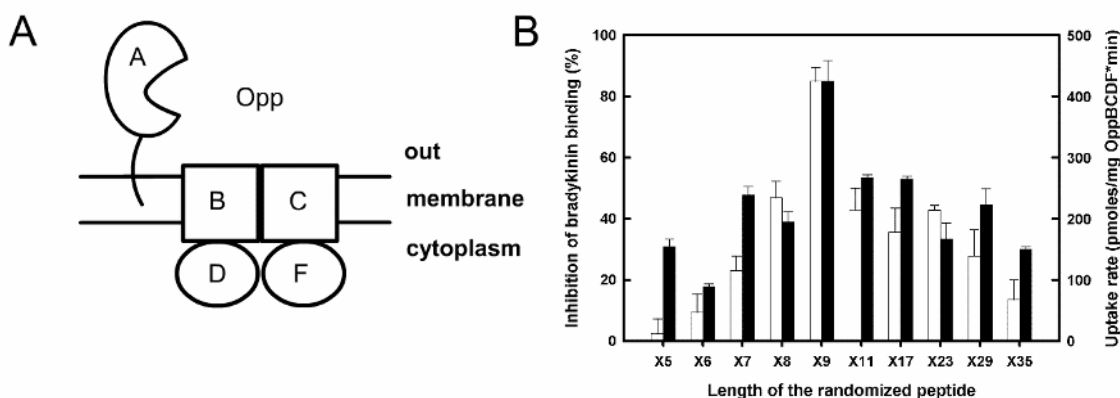 A
A
Opp
out
B
C
membrane
cytoplasm
D
F
B
Inhibition of bradykinin binding (%)
100
80
60
40
20
0
500
400
300
200
100
0
Uptake rate (pmoles/mg OppBCDF*min)
X5 X6 X7 X8 X9 X11 X17 X23 X29 X35
Length of the randomized peptide